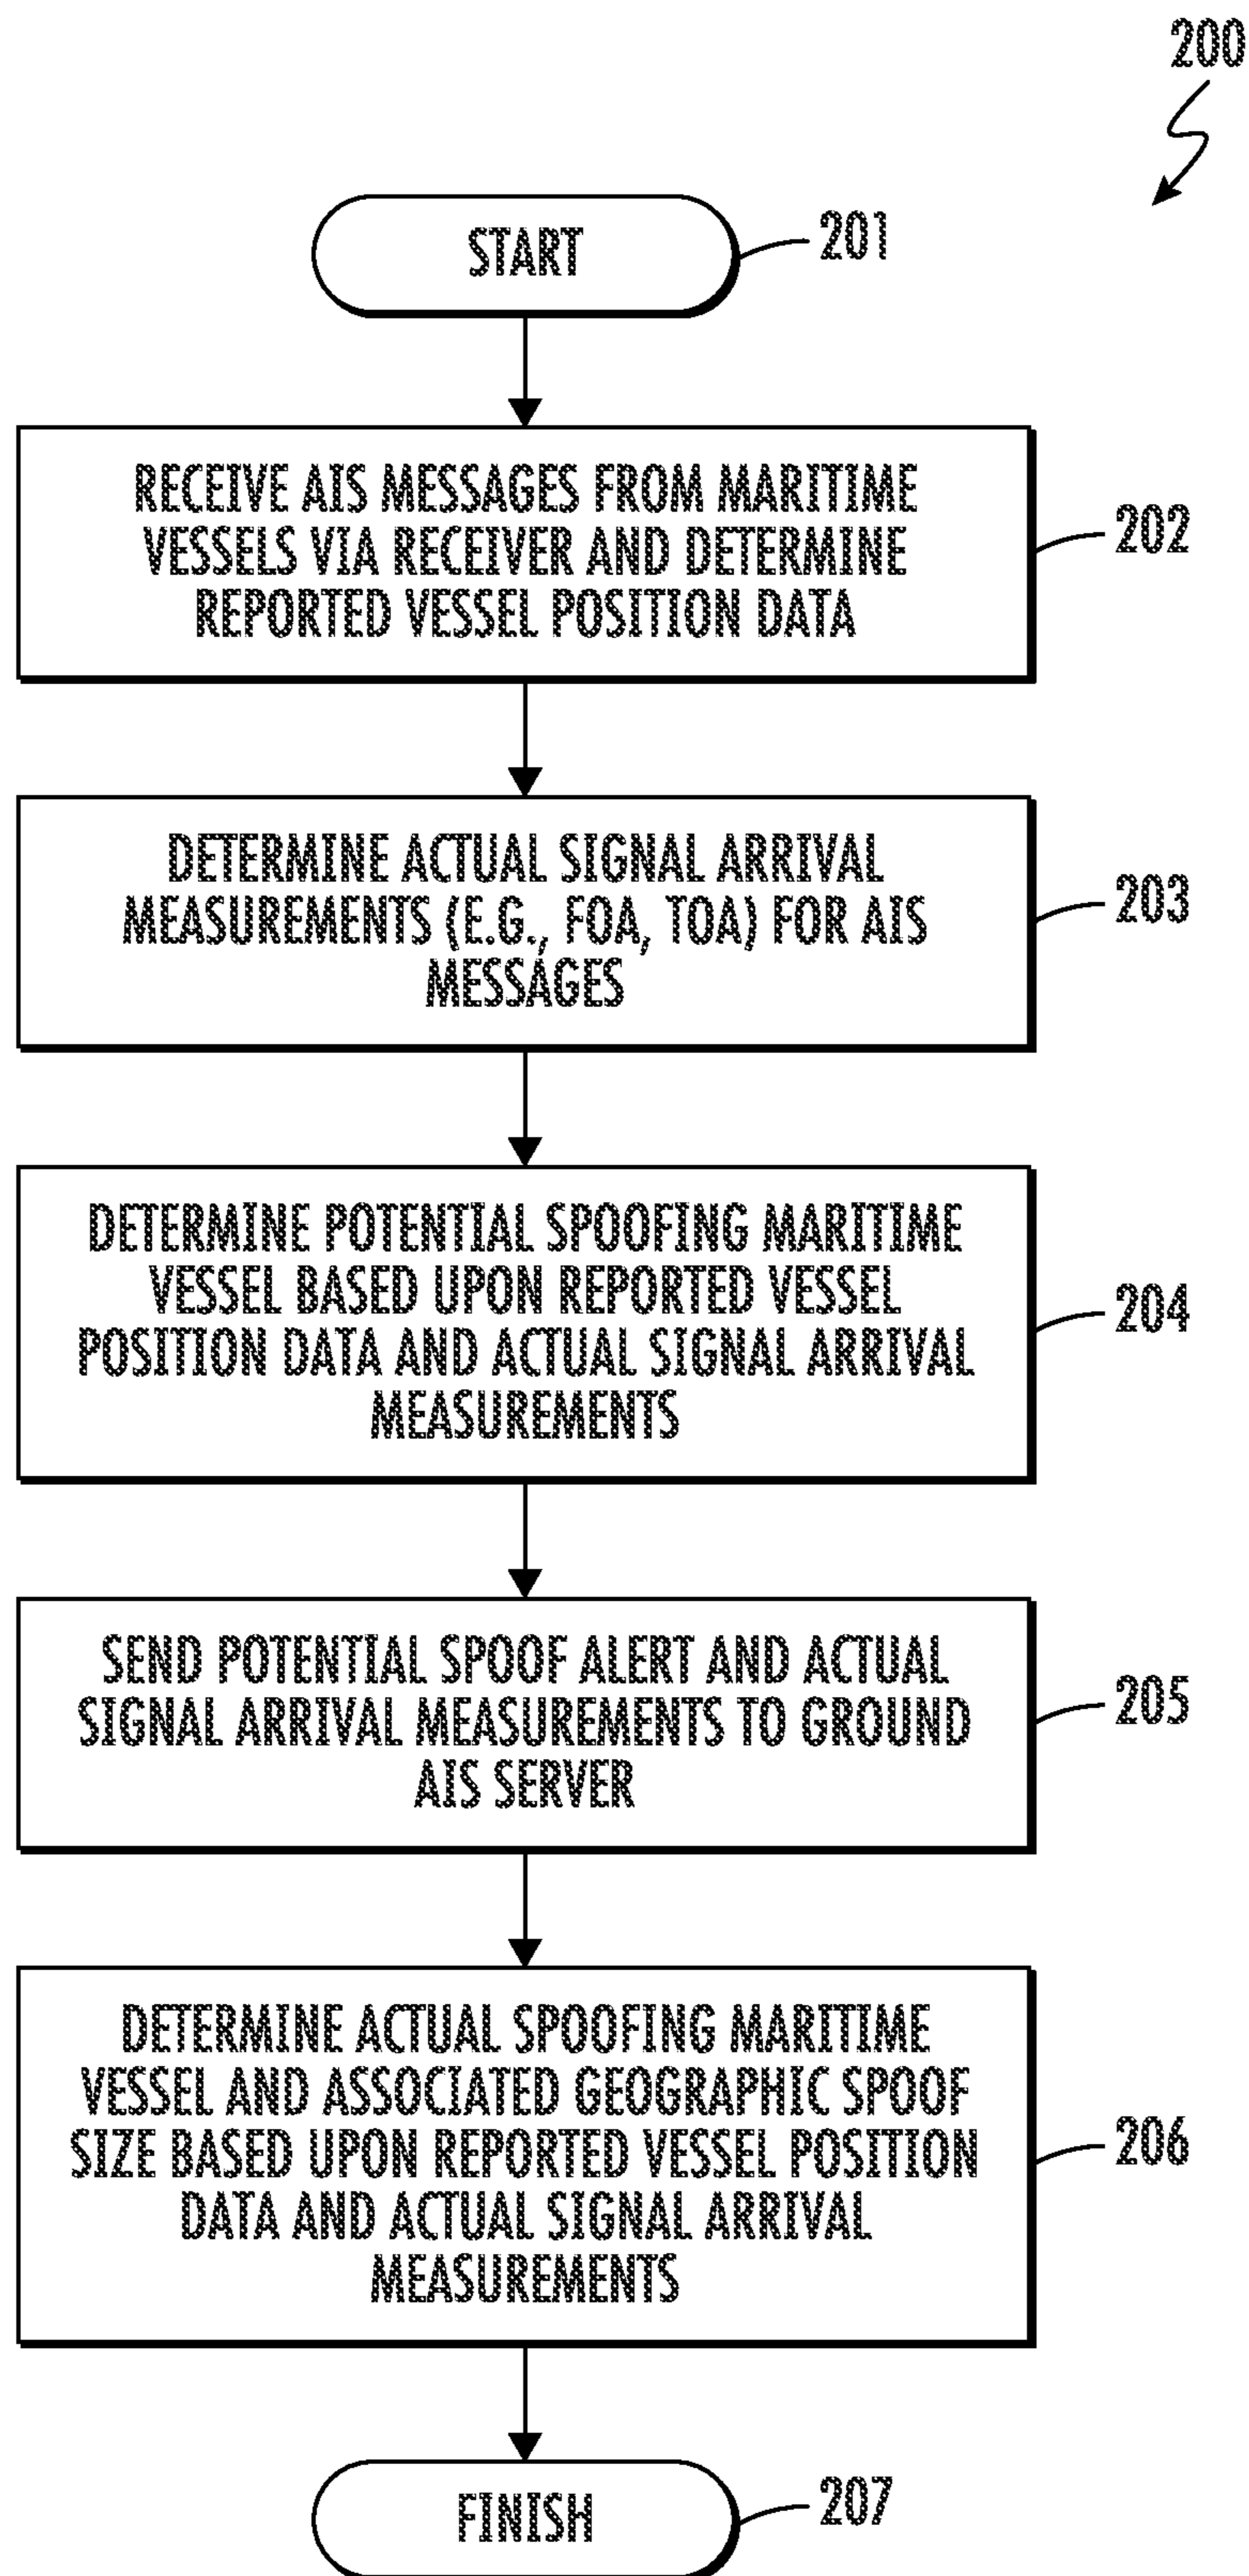 200
START
201
RECEIVE AIS MESSAGES FROM MARITIME
VESSELS VIA RECEIVER AND DETERMINE
REPORTED VESSEL POSITION DATA
202
DETERMINE ACTUAL SIGNAL ARRIVAL
MEASUREMENTS (E.G., FOA, TOA) FOR AIS
MESSAGES
203
DETERMINE POTENTIAL SPOOFING MARITIME
VESSEL BASED UPON REPORTED VESSEL
POSITION DATA AND ACTUAL SIGNAL ARRIVAL
MEASUREMENTS
204
SEND POTENTIAL SPOOF ALERT AND ACTUAL
SIGNAL ARRIVAL MEASUREMENTS TO GROUND
AIS SERVER
205
DETERMINE ACTUAL SPOOFING MARITIME
VESSEL AND ASSOCIATED GEOGRAPHIC SPOOF
SIZE BASED UPON REPORTED VESSEL POSITION
DATA AND ACTUAL SIGNAL ARRIVAL
MEASUREMENTS
206
FINISH
207